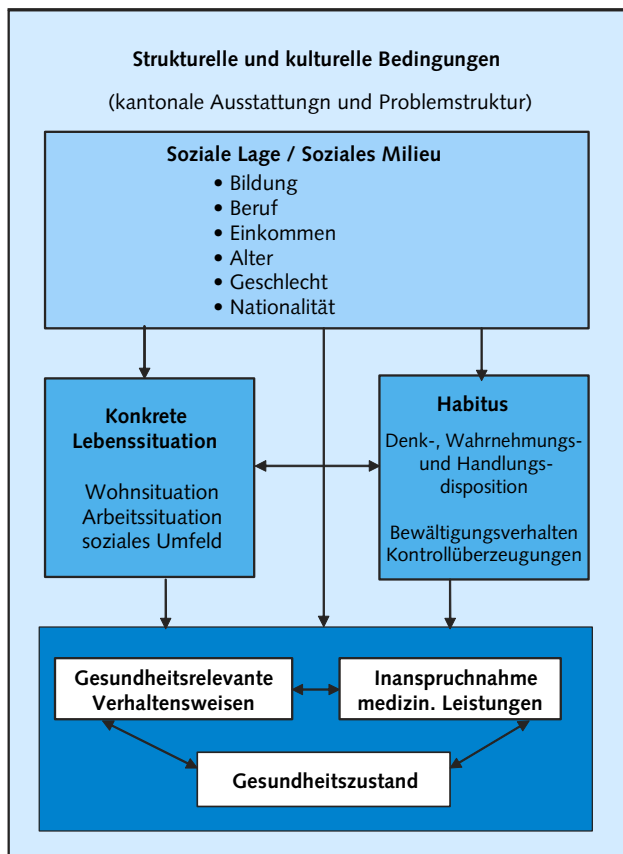 Strukturelle und kulturelle Bedingungen
(kantonale Ausstattungn und Problemstruktur)
Soziale Lage / Soziales Milieu
• Bildung
• Beruf
• Einkommen
• Alter
• Geschlecht
• Nationalität
Konkrete
Lebenssituation
Wohnsituation
Arbeitssituation
soziales Umfeld
Habitus
Denk-, Wahrnehmungs-
und Handlungs-
disposition
Bewältigungsverhalten
Kontrollüberzeugungen
Gesundheitsrelevante
Verhaltensweisen
Inanspruchnahme
medizin. Leistungen
Gesundheitszustand